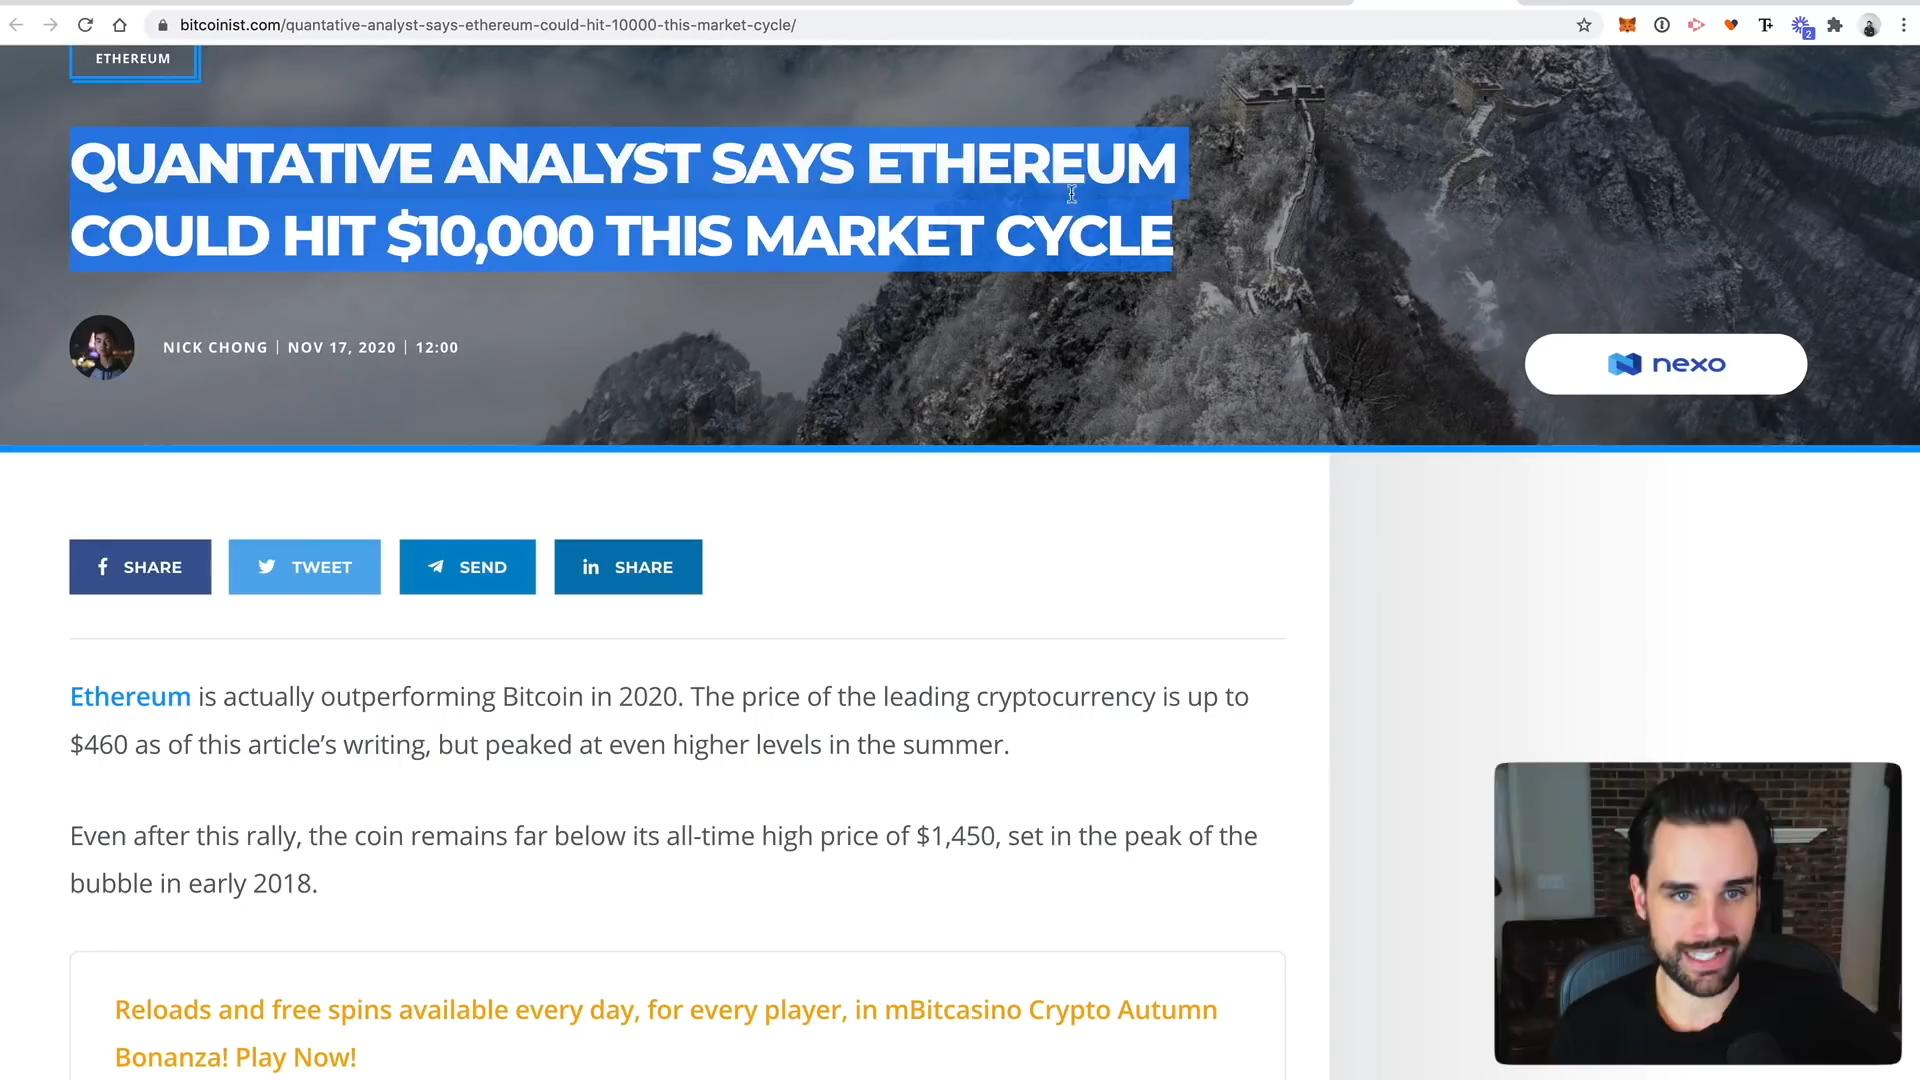 bitcoinist.com/quantative-analyst-says-ethereum-could-hit-10000-this-market-cycle/
2
ETHEREUM
QUANTATIVE ANALYST SAYS ETHEREUM
COULD HIT $10,000 THIS MARKET CYCLE
NICK CHONG | NOV 17, 2020 | 12:00
nexo
SHARE TWEET SEND SHARE
Ethereum is actually outperforming Bitcoin in 2020. The price of the leading cryptocurrency is up to
$460 as of this article’s writing, but peaked at even higher levels in the summer.
Even after this rally, the coin remains far below its all-time high price of $1,450, set in the peak of the
bubble in early 2018.
Reloads and free spins available every day, for every player, in mBitcasino Crypto Autumn
Bonanza! Play Now!